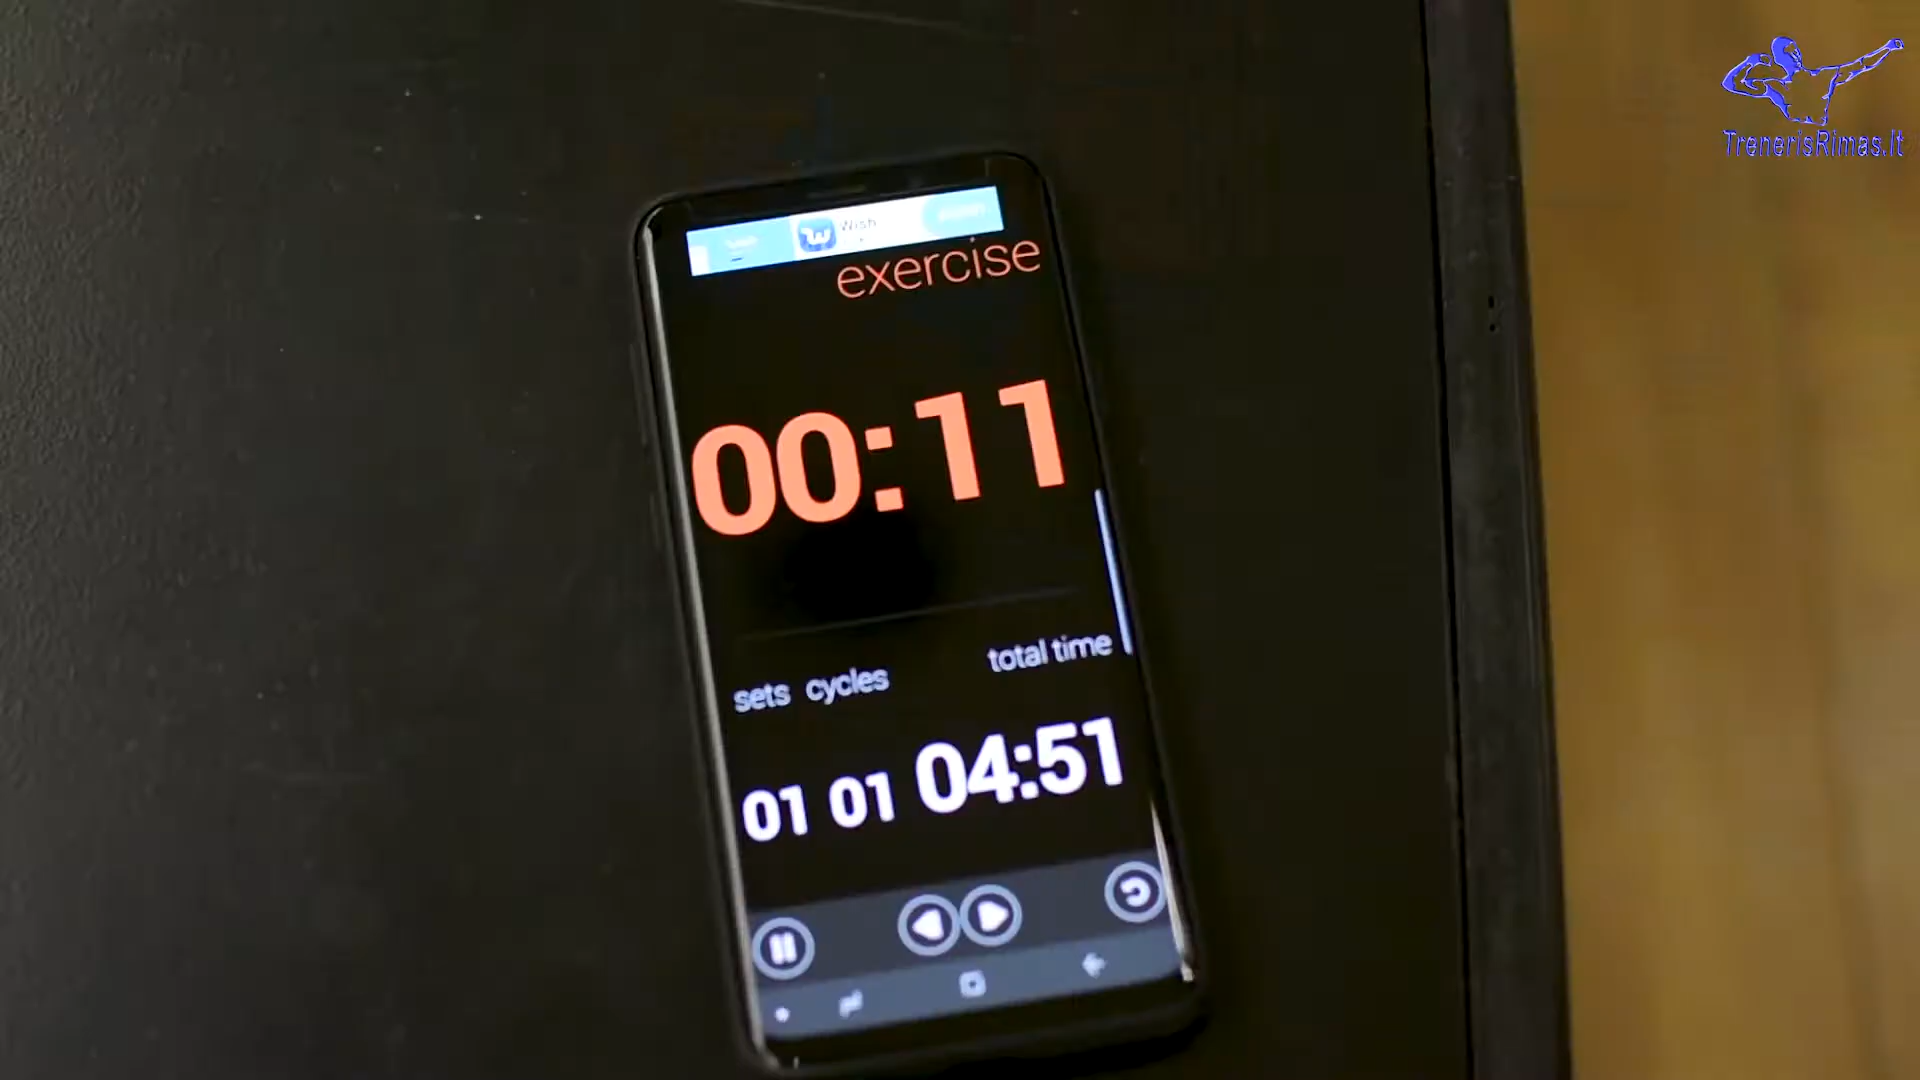 TrenerisRimas.lt
Wish
exercise
00:11
sets cycles total time
01 01 04:51